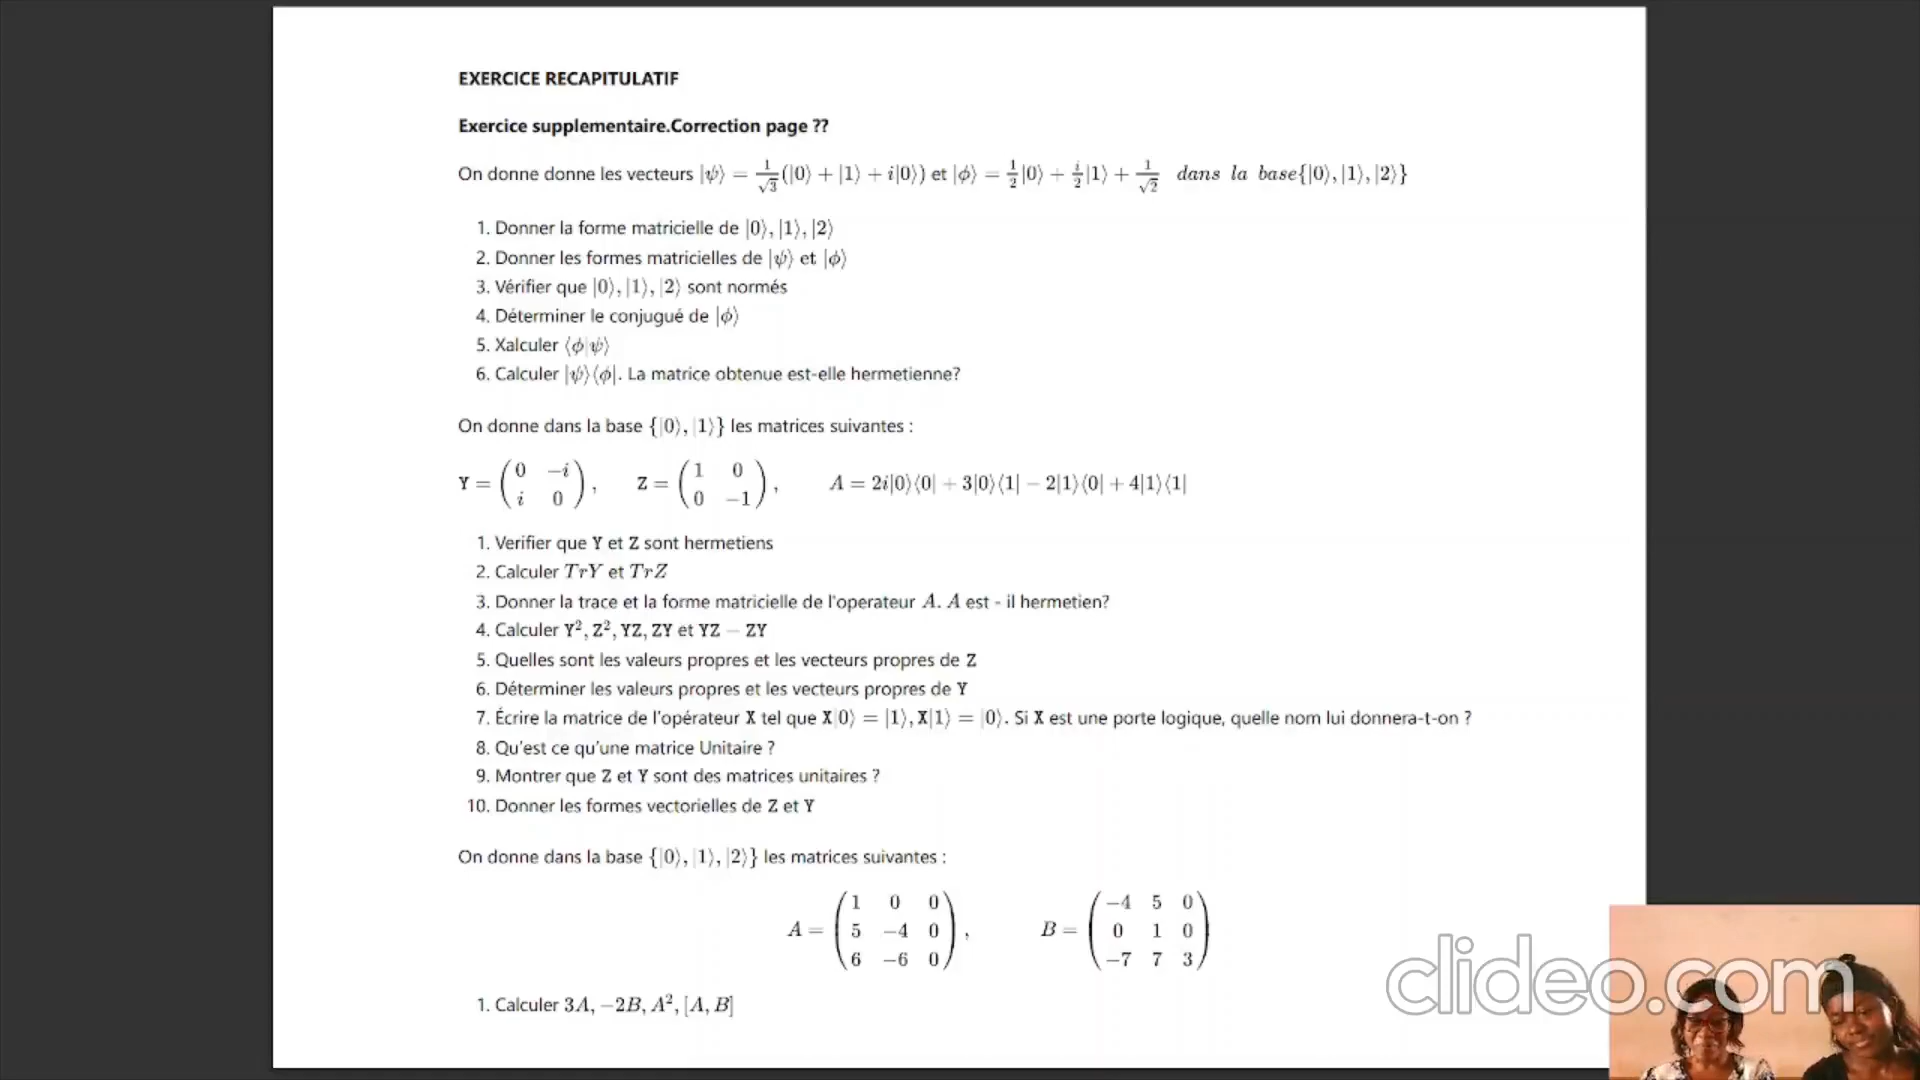 EXERCICE RECAPITULATIF
Exercice supplementaire.Correction page ??
On donne donne les vecteurs |ψ⟩ = 1/√3(|0⟩ + |1⟩ + i|0⟩) et |ϕ⟩ = 1/2|0⟩ + i/2|1⟩ + 1/√2 dans la base{|0⟩, |1⟩, |2⟩}
1. Donner la forme matricielle de |0⟩, |1⟩, |2⟩
2. Donner les formes matricielles de |ψ⟩ et |ϕ⟩
3. Vérifier que |0⟩, |1⟩, |2⟩ sont normés
4. Déterminer le conjugué de |ϕ⟩
5. Xalculer ⟨ϕ|ψ⟩
6. Calculer |ψ⟩⟨ϕ|. La matrice obtenue est-elle hermetienne?
On donne dans la base {|0⟩, |1⟩} les matrices suivantes :
Y = (0 −i; i 0), Z = (1 0; 0 −1), A = 2i|0⟩⟨0| + 3|0⟩⟨1| − 2|1⟩⟨0| + 4|1⟩⟨1|
1. Verifier que Y et Z sont hermetiens
2. Calculer TrY et TrZ
3. Donner la trace et la forme matricielle de l'operateur A. A est - il hermetien?
4. Calculer Y², Z², YZ, ZY et YZ − ZY
5. Quelles sont les valeurs propres et les vecteurs propres de Z
6. Déterminer les valeurs propres et les vecteurs propres de Y
7. Écrire la matrice de l'opérateur X tel que X|0⟩ = |1⟩, X|1⟩ = |0⟩. Si X est une porte logique, quelle nom lui donnera-t-on ?
8. Qu'est ce qu'une matrice Unitaire ?
9. Montrer que Z et Y sont des matrices unitaires ?
10. Donner les formes vectorielles de Z et Y
On donne dans la base {|0⟩, |1⟩, |2⟩} les matrices suivantes :
A = (1 0 0; 5 −4 0; 6 −6 0), B = (−4 5 0; 0 1 0; −7 7 3)
1. Calculer 3A, −2B, A², [A, B]
clideo.com